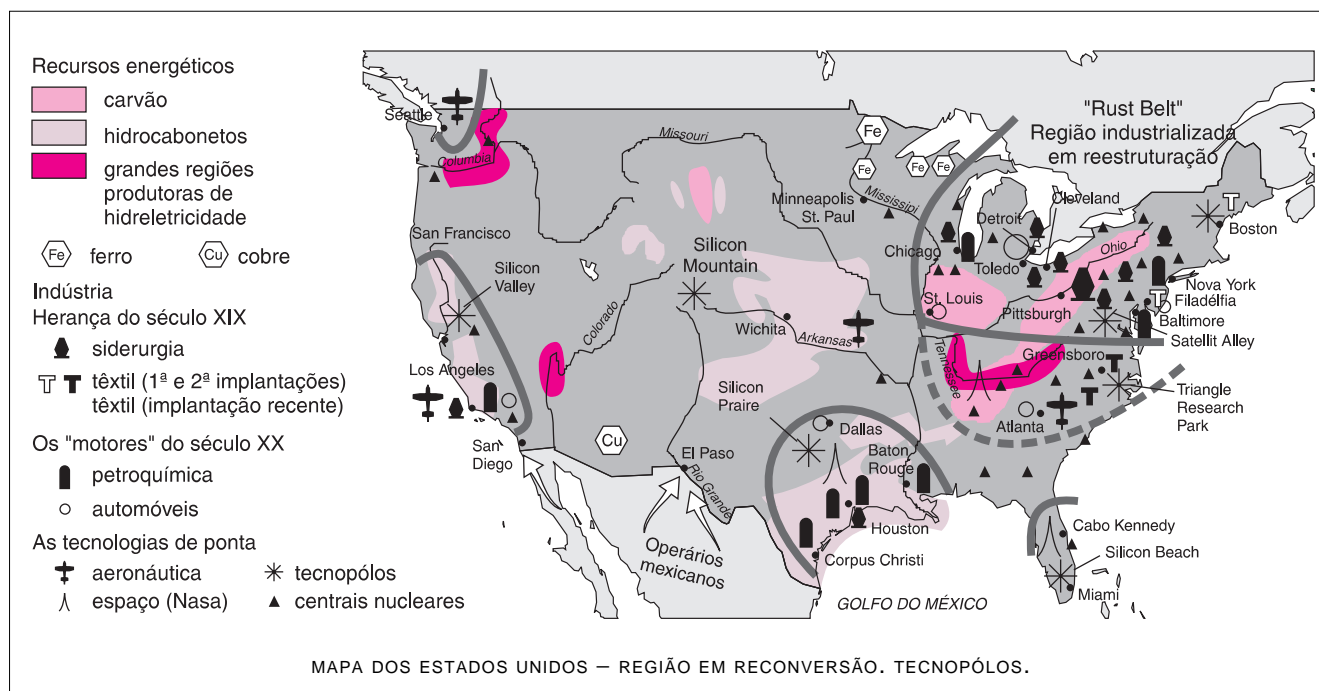 Recursos energéticos
carvão
hidrocabonetos
grandes regiões
produtoras de
hidreletricidade
Fe ferro
Cu cobre
Indústria
Herança do século XIX
siderurgia
têxtil (1ª e 2ª implantações)
têxtil (implantação recente)
Os "motores" do século XX
petroquímica
automóveis
As tecnologias de ponta
aeronáutica
tecnopólos
espaço (Nasa)
centrais nucleares
Seattle
Columbia
Missouri
Fe
Fe
Fe
Fe
"Rust Belt"
Região industrializada
em reestruturação
Minneapolis
St. Paul
Mississipi
Cleveland
Detroit
Chicago
Toledo
Ohio
Boston
San Francisco
Silicon
Valley
Silicon
Mountain
Colorado
Wichita
Arkansas
St. Louis
Pittsburgh
Nova York
Filadélfia
Baltimore
Satellit Alley
Tennessee
Greensboro
Triangle
Research
Park
Los Angeles
Silicon
Praire
Atlanta
San
Diego
Cu
El Paso
Rio Grande
Dallas
Baton
Rouge
Houston
Corpus Christi
Operários
mexicanos
GOLFO DO MÉXICO
Cabo Kennedy
Silicon Beach
Miami
MAPA DOS ESTADOS UNIDOS – REGIÃO EM RECONVERSÃO. TECNOPÓLOS.